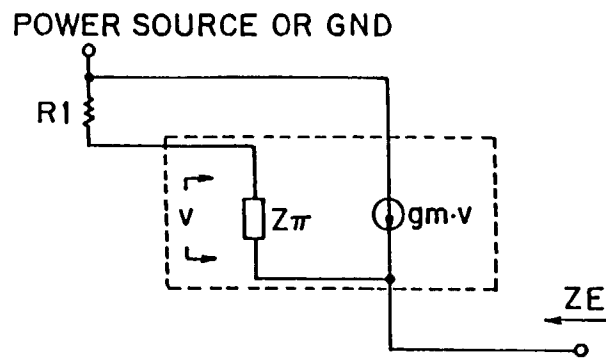 POWER SOURCE OR GND
R1
v
Zπ
gm·v
ZE